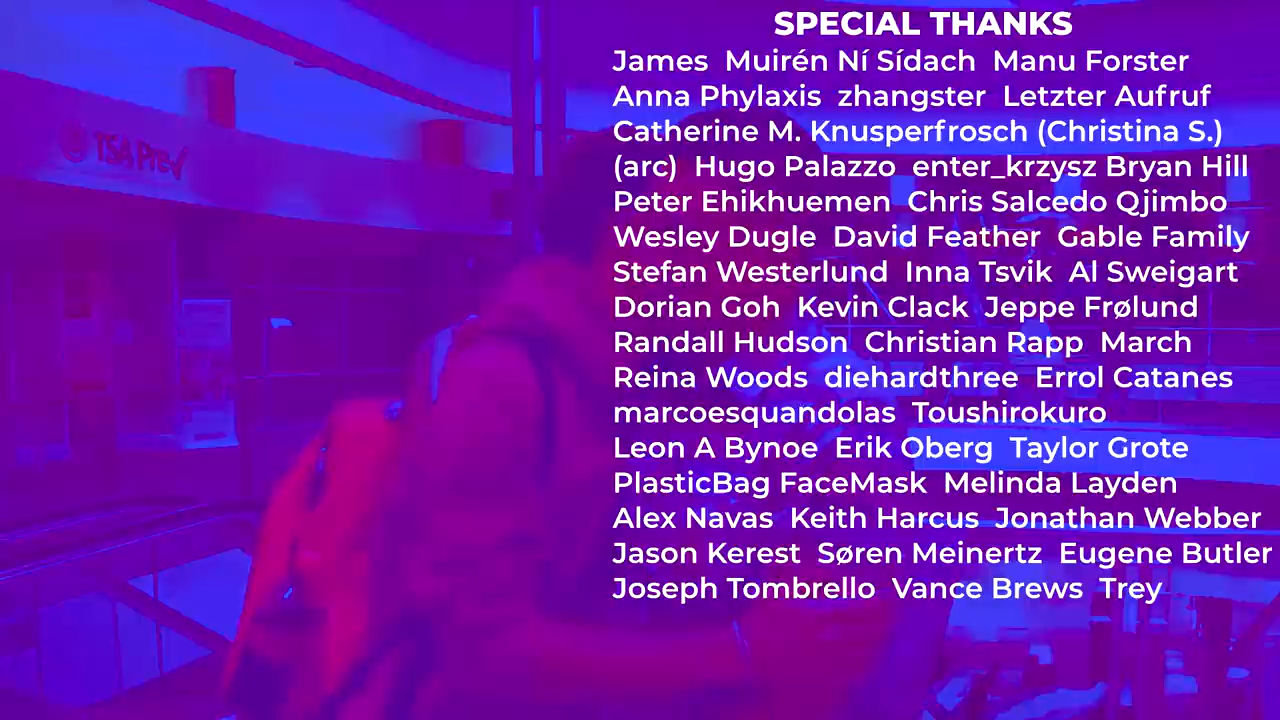 SPECIAL THANKS
James Muirén Ní Sídach Manu Forster
Anna Phylaxis zhangster Letzter Aufruf
Catherine M. Knusperfrosch (Christina S.)
(arc) Hugo Palazzo enter_krzysz Bryan Hill
Peter Ehikhuemen Chris Salcedo Qjimbo
Wesley Dugle David Feather Gable Family
Stefan Westerlund Inna Tsvik Al Sweigart
Dorian Goh Kevin Clack Jeppe Frølund
Randall Hudson Christian Rapp March
Reina Woods diehardthree Errol Catanes
marcoesquandolas Toushirokuro
Leon A Bynoe Erik Oberg Taylor Grote
PlasticBag FaceMask Melinda Layden
Alex Navas Keith Harcus Jonathan Webber
Jason Kerest Søren Meinertz Eugene Butler
Joseph Tombrello Vance Brews Trey
TSA Pre✓